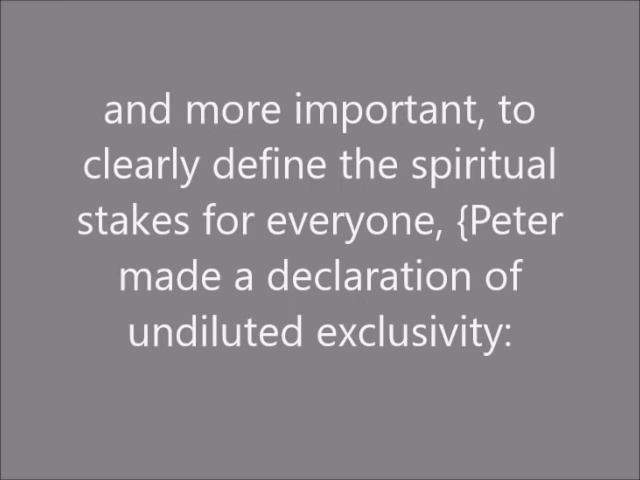 and more important, to
clearly define the spiritual
stakes for everyone, {Peter
made a declaration of
undiluted exclusivity: